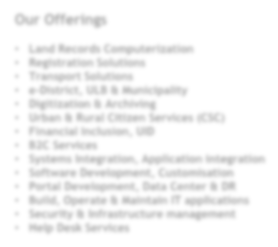 Our Offerings
• Land Records Computerization
• Registration Solutions
• Transport Solutions
• e-District, ULB & Municipality
• Digitization & Archiving
• Urban & Rural Citizen Services (CSC)
• Financial Inclusion, UID
• B2C Services
• Systems Integration, Application Integration
• Software Development, Customisation
• Portal Development, Data Center & DR
• Build, Operate & Maintain IT applications
• Security & Infrastructure management
• Help Desk Services